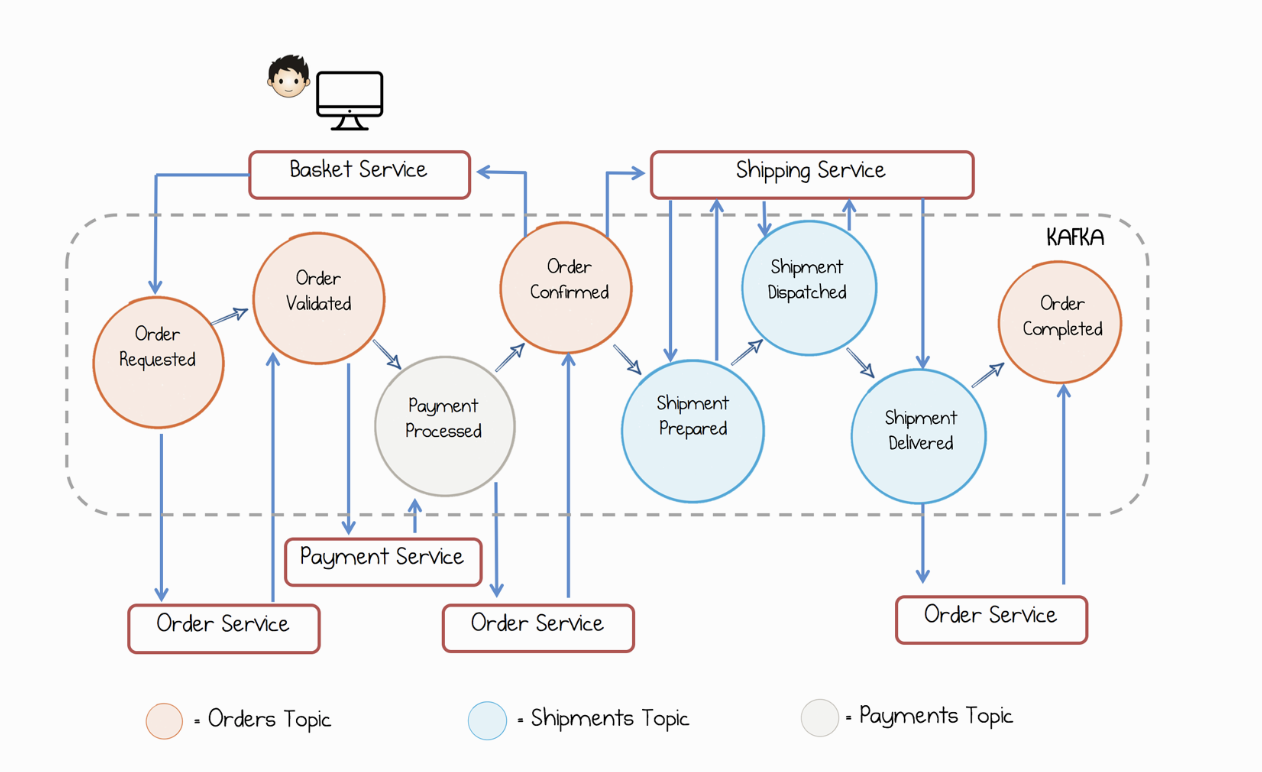 Basket Service
Shipping Service
KAFKA
Order
Requested
Order
Validated
Payment
Processed
Order
Confirmed
Shipment
Prepared
Shipment
Dispatched
Shipment
Delivered
Order
Completed
Payment Service
Order Service
Order Service
Order Service
= Orders Topic
= Shipments Topic
= Payments Topic